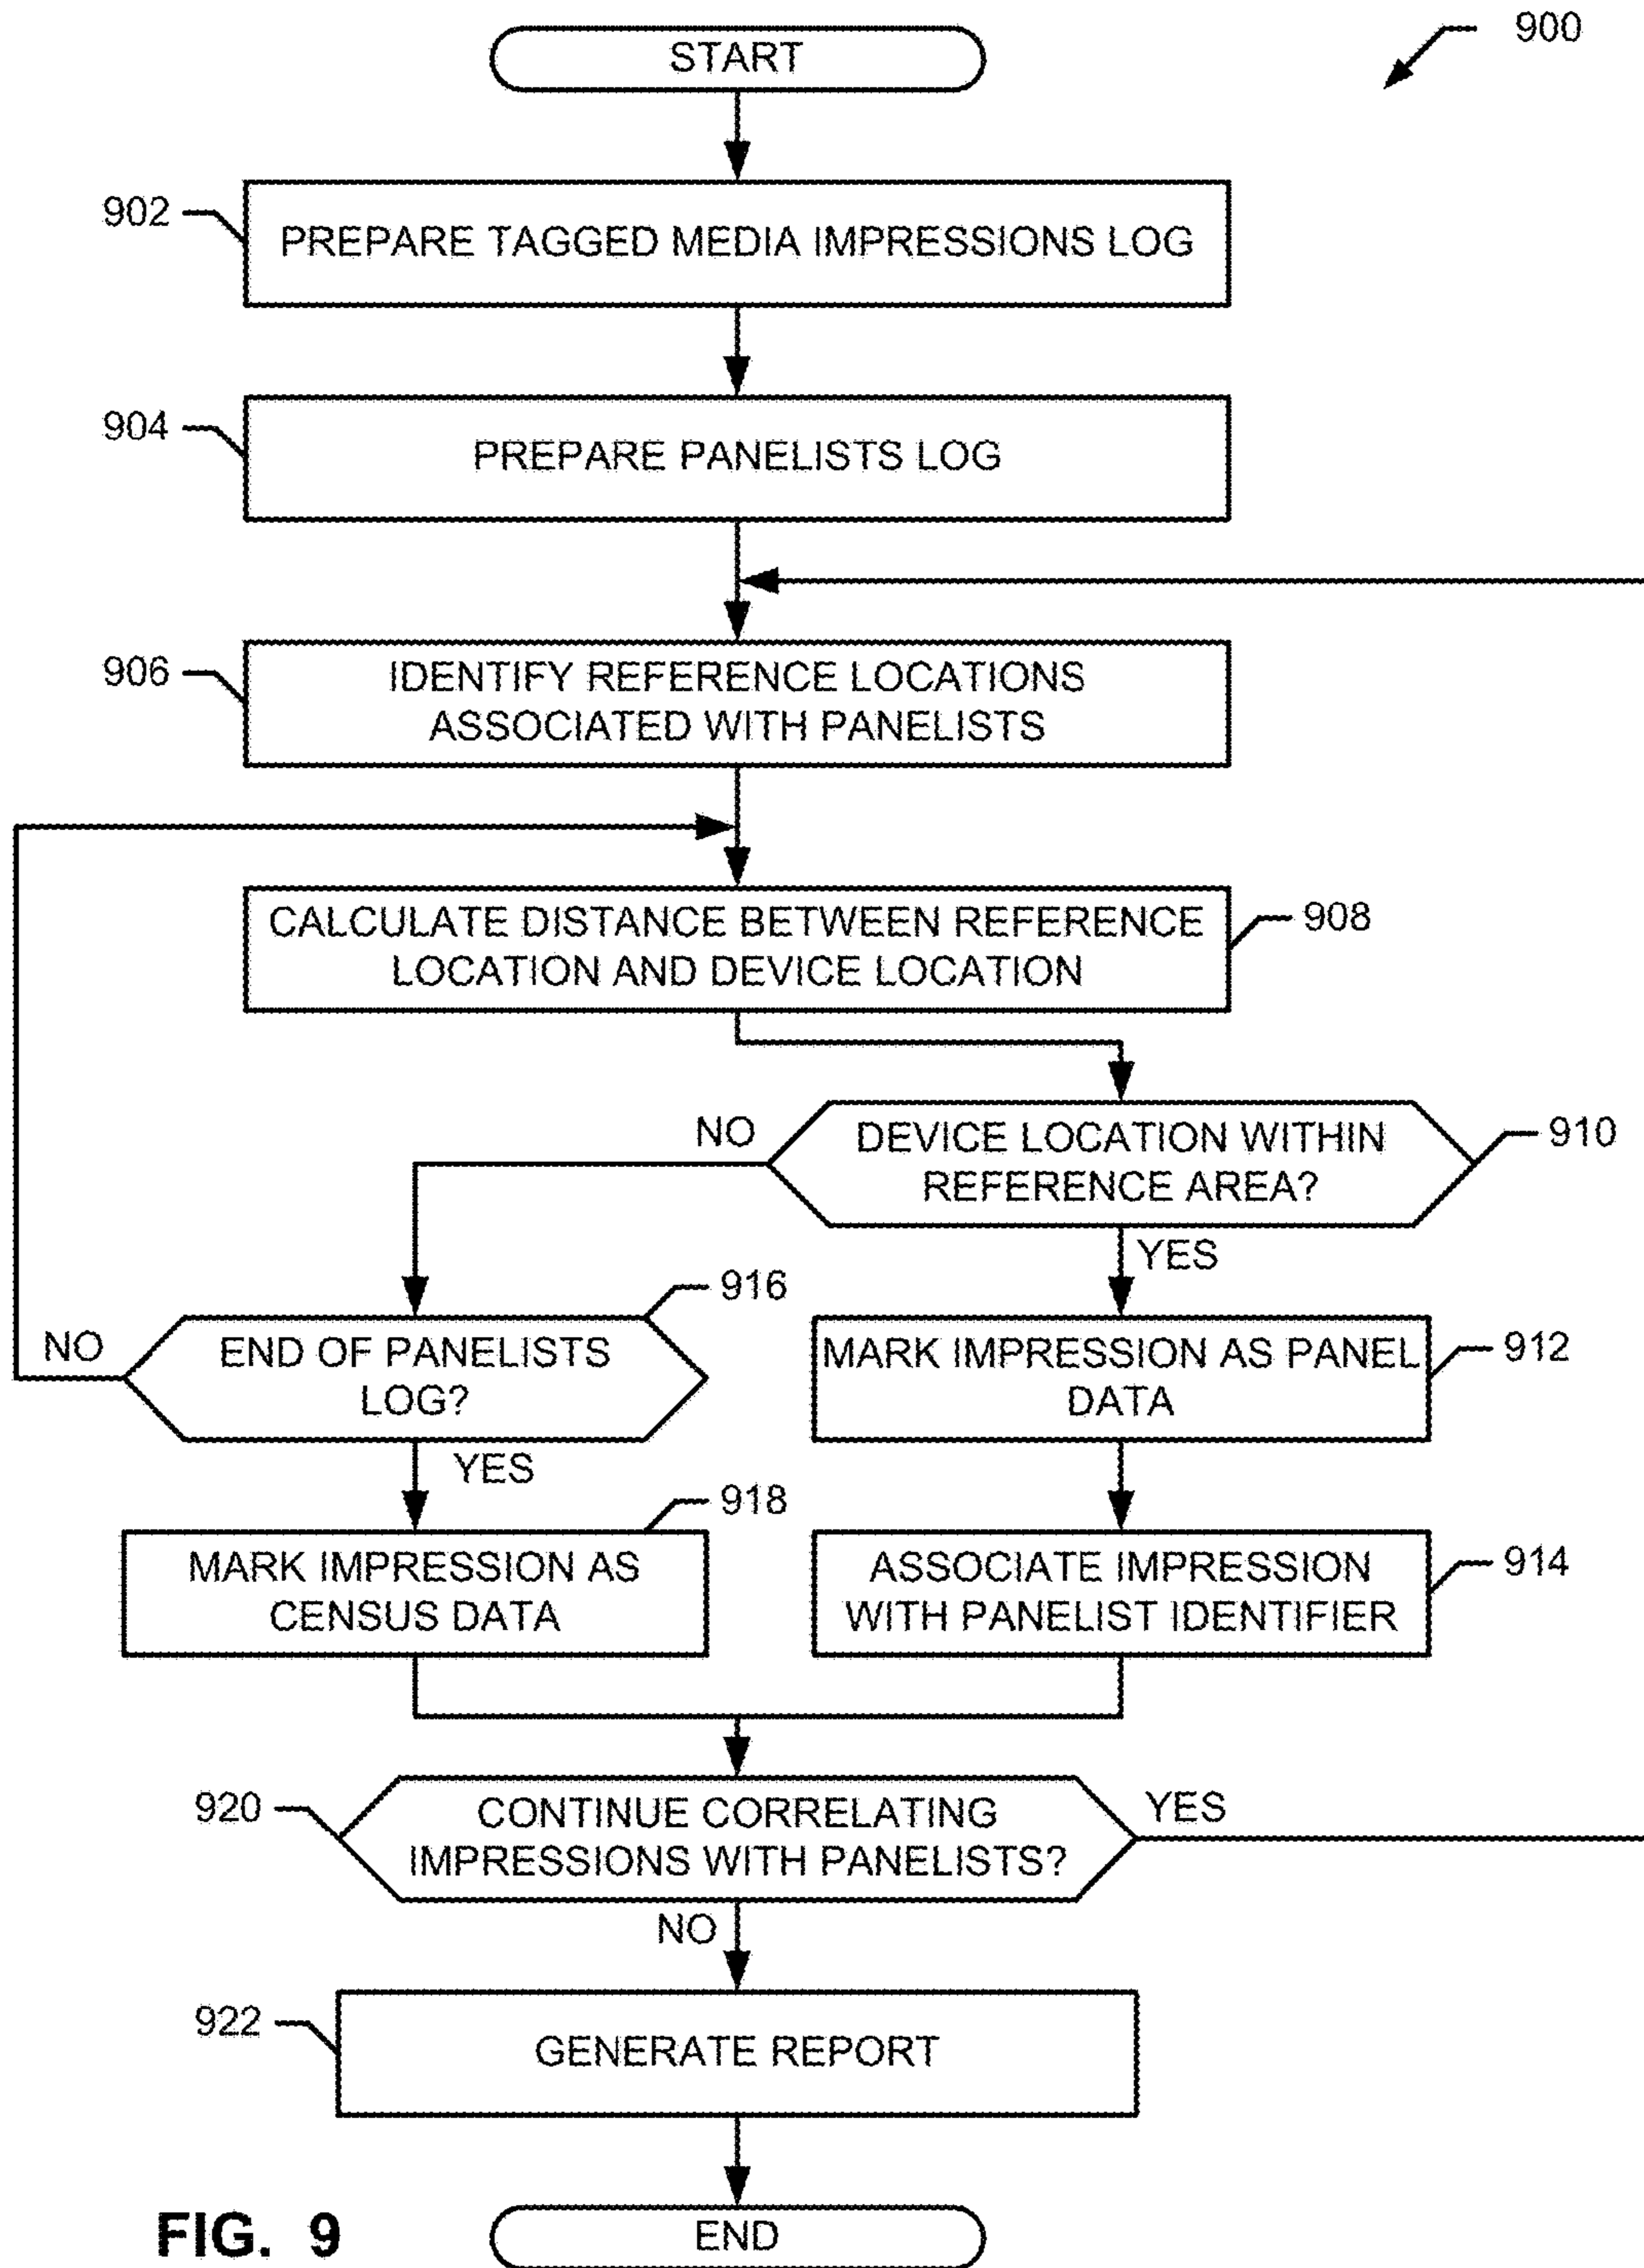 START
900
902
PREPARE TAGGED MEDIA IMPRESSIONS LOG
904
PREPARE PANELISTS LOG
906
IDENTIFY REFERENCE LOCATIONS
ASSOCIATED WITH PANELISTS
CALCULATE DISTANCE BETWEEN REFERENCE
LOCATION AND DEVICE LOCATION
908
NO
DEVICE LOCATION WITHIN
REFERENCE AREA?
910
YES
916
NO
END OF PANELISTS
LOG?
MARK IMPRESSION AS PANEL
DATA
912
YES
918
MARK IMPRESSION AS
CENSUS DATA
ASSOCIATE IMPRESSION
WITH PANELIST IDENTIFIER
914
920
CONTINUE CORRELATING
IMPRESSIONS WITH PANELISTS?
YES
NO
922
GENERATE REPORT
FIG. 9
END